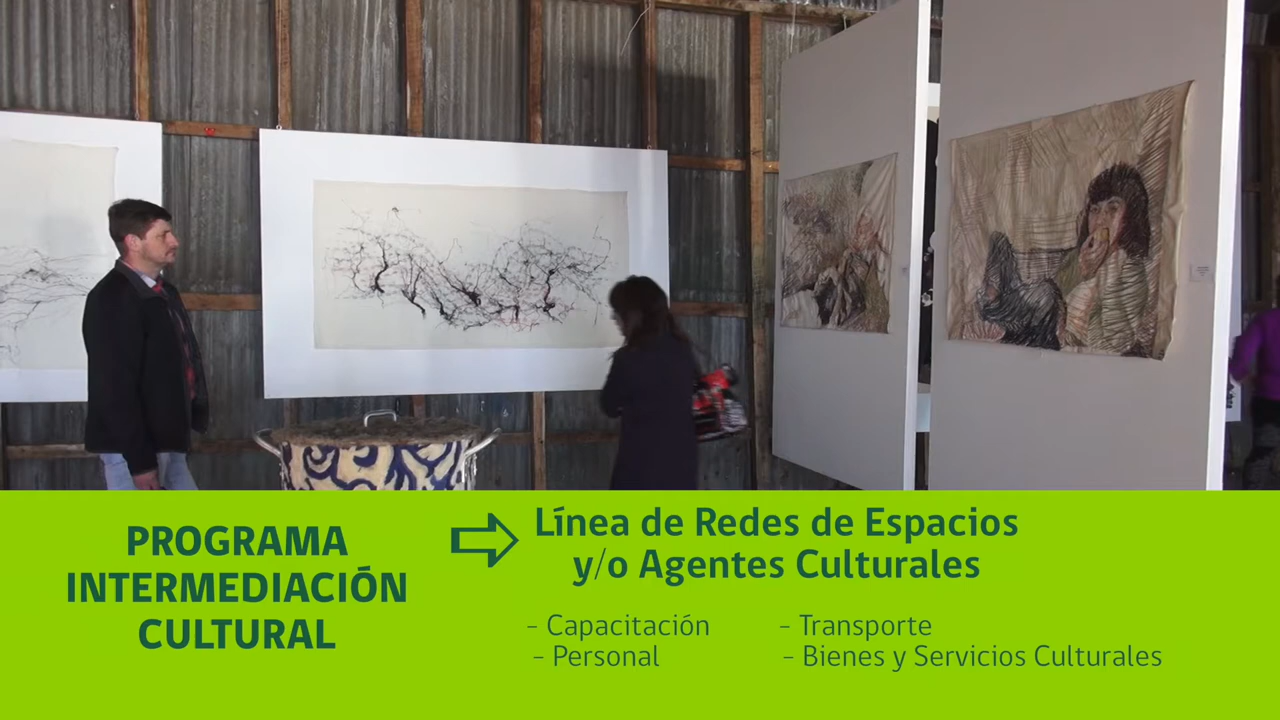 PROGRAMA
INTERMEDIACIÓN
CULTURAL
Línea de Redes de Espacios
y/o Agentes Culturales
- Capacitación
- Personal
- Transporte
- Bienes y Servicios Culturales